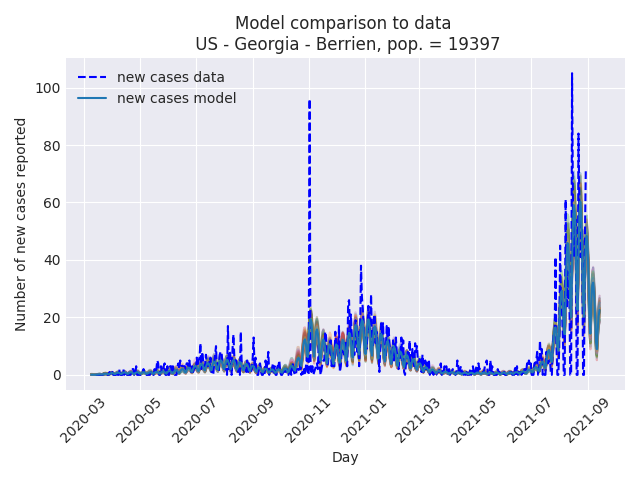 Model comparison to data
US - Georgia - Berrien, pop. = 19397
new cases data
new cases model
Number of new cases reported
100
80
60
40
20
0
2020-03
2020-05
2020-07
2020-09
2020-11
2021-01
2021-03
2021-05
2021-07
2021-09
Day